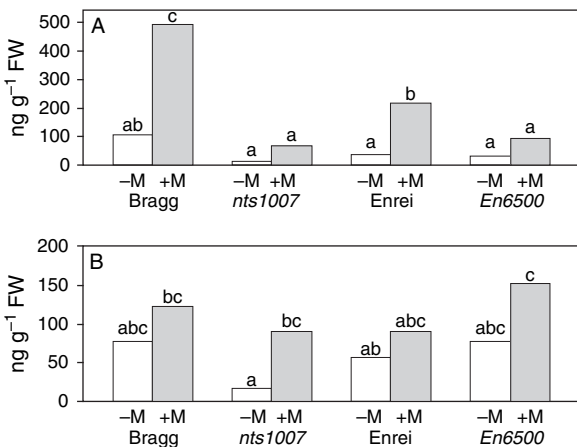 A
ng g⁻¹ FW
500
400
300
200
100
0
ab
c
a
a
a
b
a
a
–M +M –M +M –M +M –M +M
Bragg nts1007 Enrei En6500
B
ng g⁻¹ FW
200
150
100
50
0
abc
bc
a
bc
ab
abc
abc
c
–M +M –M +M –M +M –M +M
Bragg nts1007 Enrei En6500